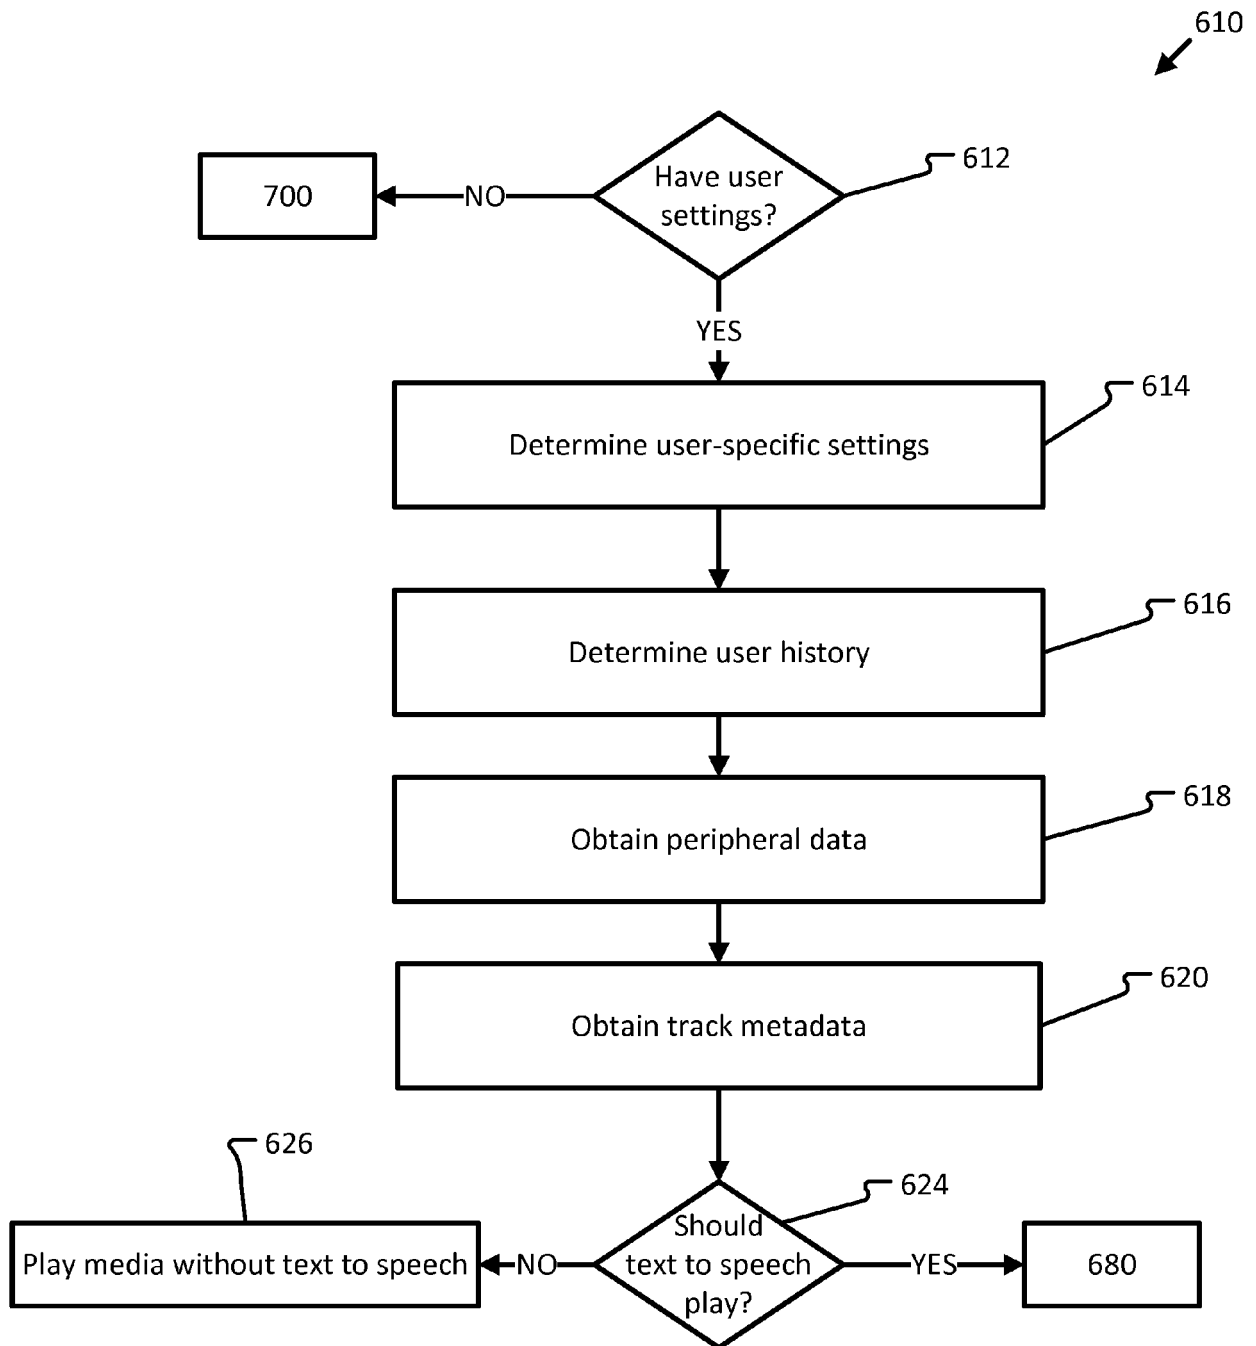 610
Have user
settings?
612
700
NO
YES
Determine user-specific settings
614
Determine user history
616
Obtain peripheral data
618
Obtain track metadata
620
626
624
Play media without text to speech
NO
Should
text to speech
play?
YES
680